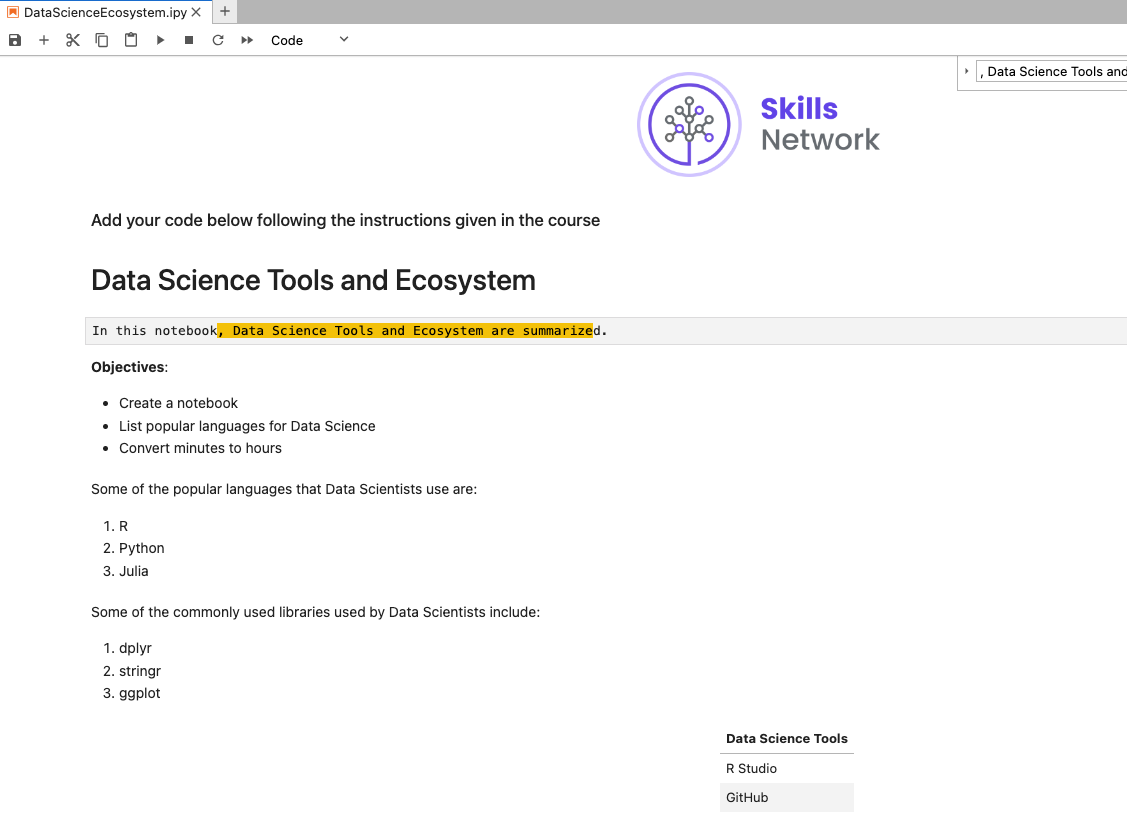 DataScienceEcosystem.ipy
Code
, Data Science Tools and
Skills
Network
Add your code below following the instructions given in the course
Data Science Tools and Ecosystem
In this notebook, Data Science Tools and Ecosystem are summarized.
Objectives:
Create a notebook
List popular languages for Data Science
Convert minutes to hours
Some of the popular languages that Data Scientists use are:
1. R
2. Python
3. Julia
Some of the commonly used libraries used by Data Scientists include:
1. dplyr
2. stringr
3. ggplot
Data Science Tools
R Studio
GitHub